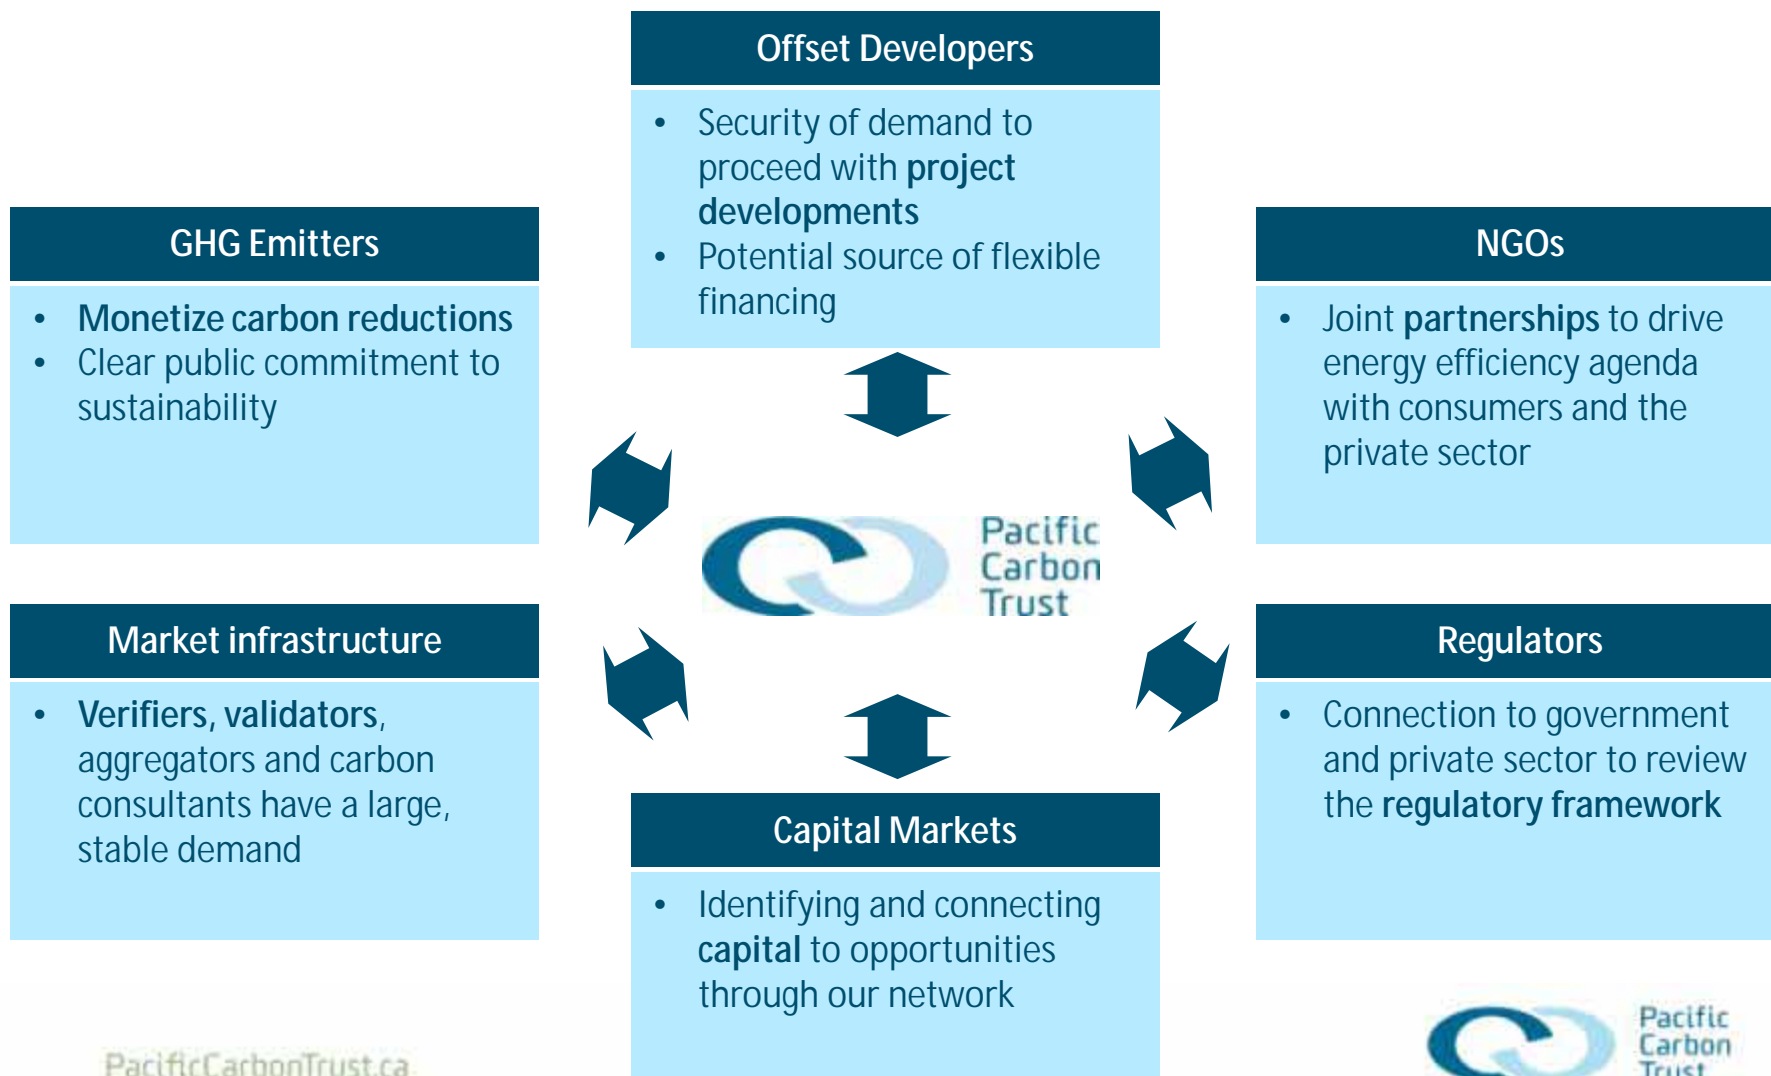 Offset Developers
• Security of demand to
proceed with project
developments
• Potential source of flexible
financing
GHG Emitters
• Monetize carbon reductions
• Clear public commitment to
sustainability
NGOs
• Joint partnerships to drive
energy efficiency agenda
with consumers and the
private sector
Pacific
Carbon
Trust
Market infrastructure
• Verifiers, validators,
aggregators and carbon
consultants have a large,
stable demand
Regulators
• Connection to government
and private sector to review
the regulatory framework
Capital Markets
• Identifying and connecting
capital to opportunities
through our network
PacificCarbonTrust.ca
Pacific
Carbon
Trust